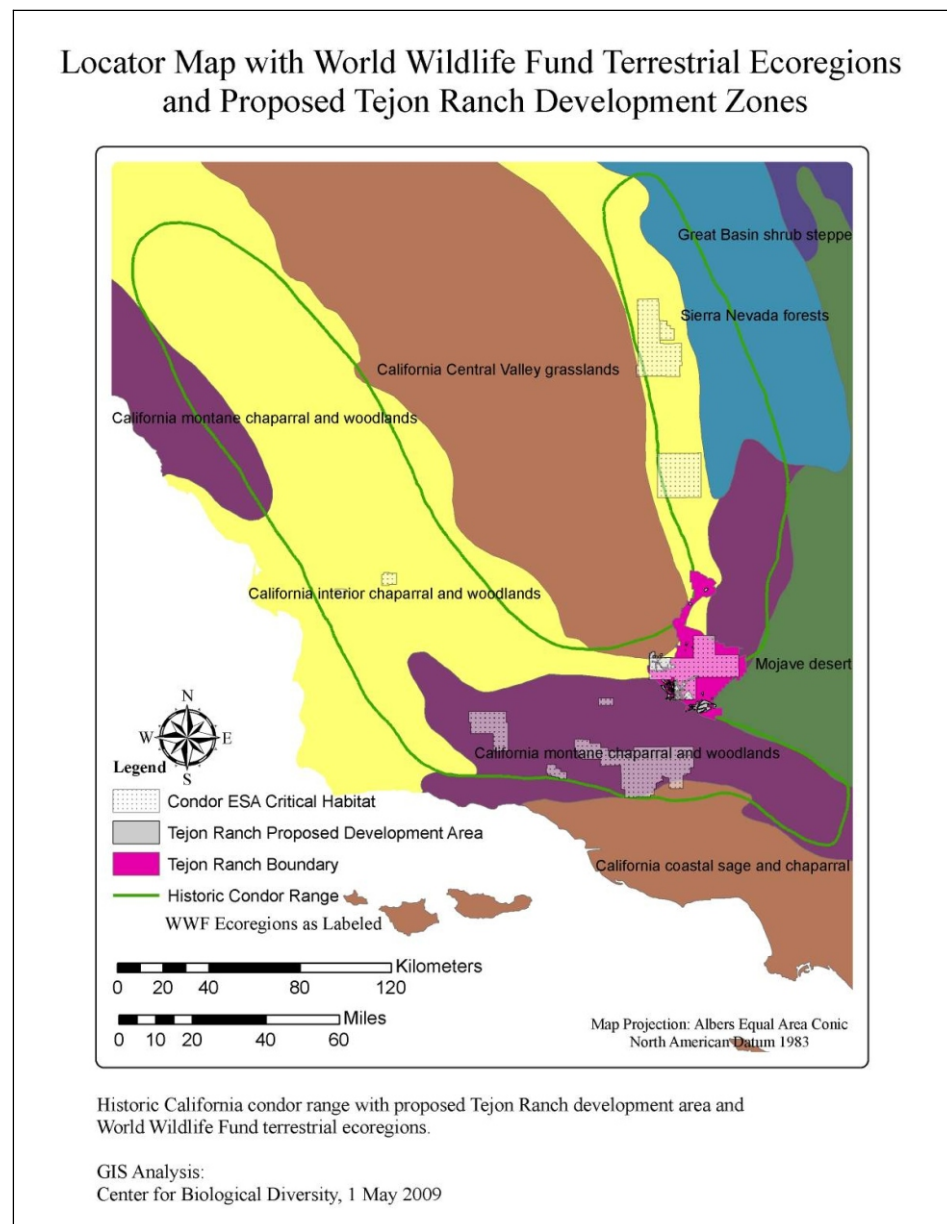 Locator Map with World Wildlife Fund Terrestrial Ecoregions
and Proposed Tejon Ranch Development Zones
Great Basin shrub steppe
Sierra Nevada forests
California Central Valley grasslands
California montane chaparral and woodlands
California interior chaparral and woodlands
Mojave desert
California montane chaparral and woodlands
California coastal sage and chaparral
N
W E
S
Legend
Condor ESA Critical Habitat
Tejon Ranch Proposed Development Area
Tejon Ranch Boundary
Historic Condor Range
WWF Ecoregions as Labeled
Kilometers
0 20 40 80 120
Miles
0 10 20 40 60
Map Projection: Albers Equal Area Conic
North American Datum 1983
Historic California condor range with proposed Tejon Ranch development area and
World Wildlife Fund terrestrial ecoregions.
GIS Analysis:
Center for Biological Diversity, 1 May 2009